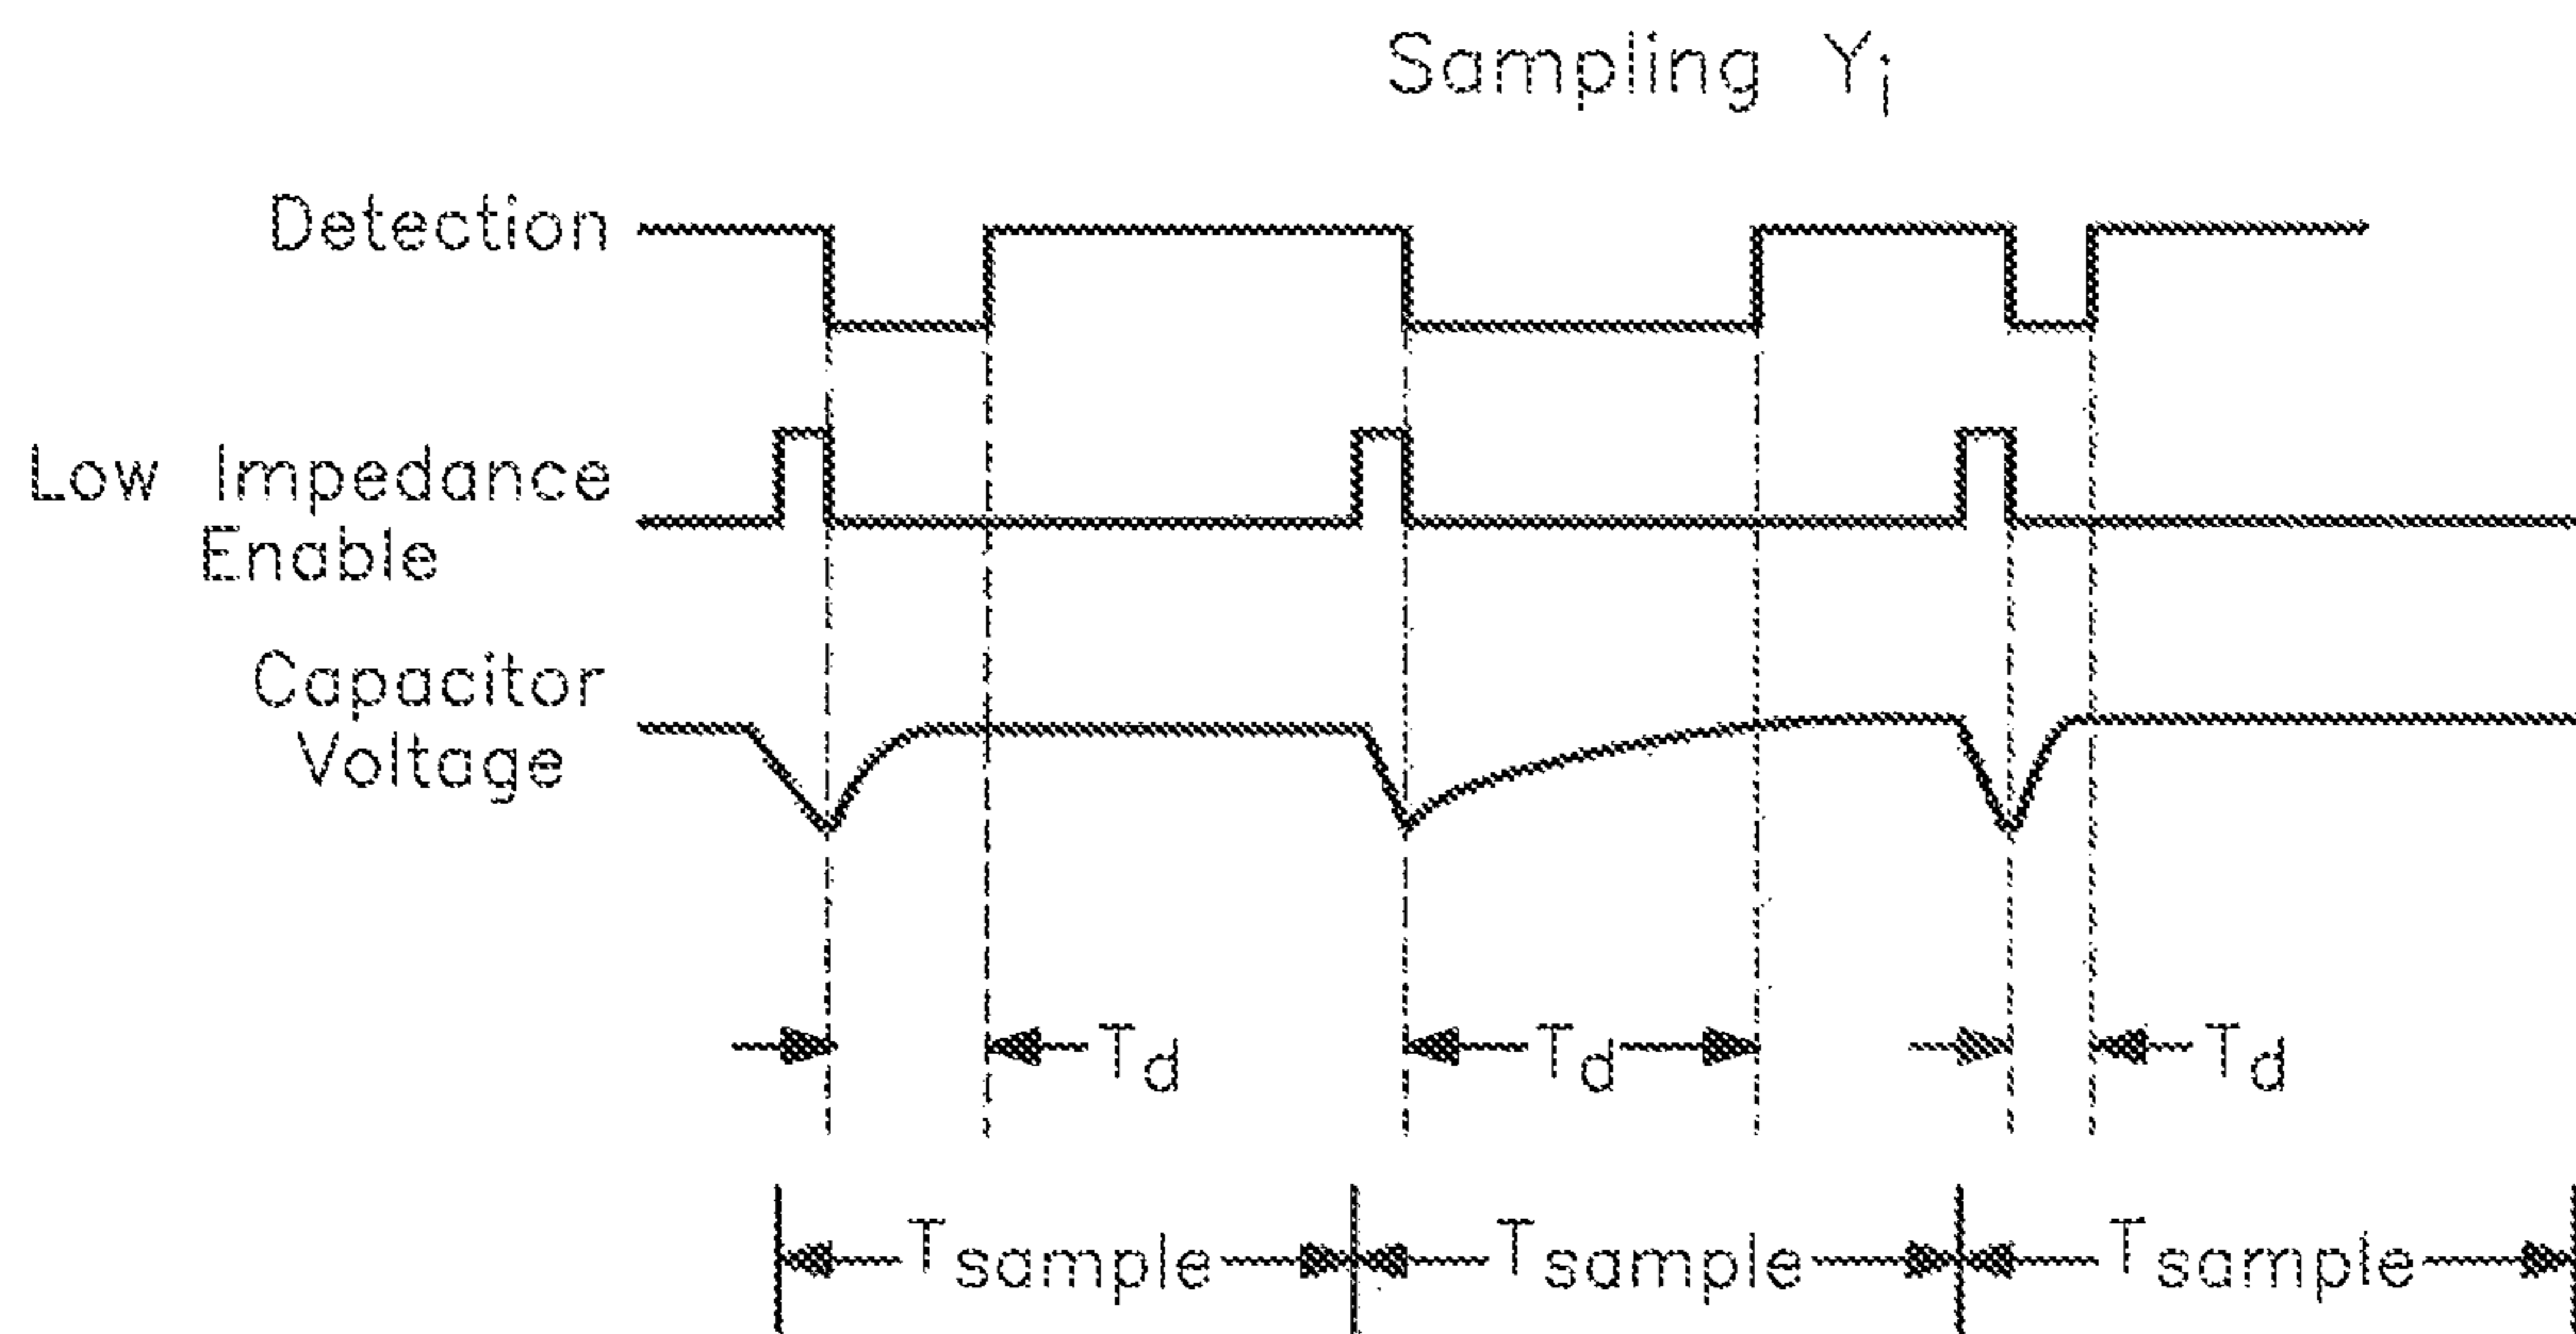 Sampling Yi
Detection
Low Impedance
Enable
Capacitor
Voltage
Td
Td
Td
Tsample
Tsample
Tsample